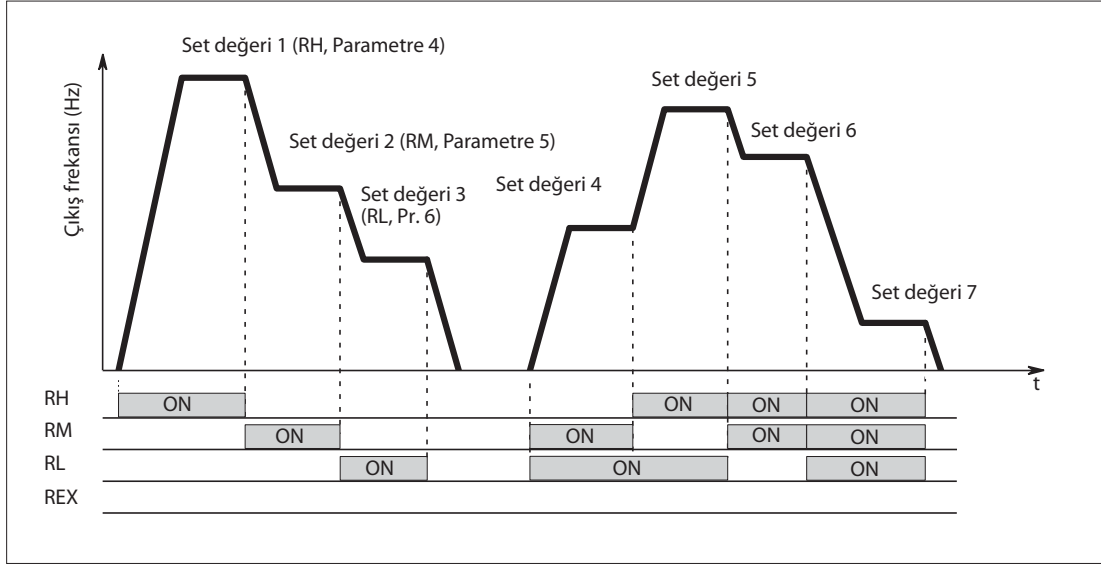 Set değeri 1 (RH, Parametre 4)
Set değeri 5
Set değeri 2 (RM, Parametre 5)
Set değeri 6
Set değeri 3
(RL, Pr. 6)
Set değeri 4
Set değeri 7
Çıkış frekansı (Hz)
t
RH ON ON ON ON
RM ON ON ON ON
RL ON ON ON
REX